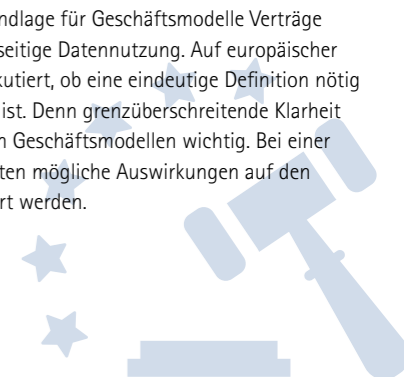 ndlage für Geschäftsmodelle Verträge
seitige Datennutzung. Auf europäischer
kutiert, ob eine eindeutige Definition nötig
ist. Denn grenzüberschreitende Klarheit
n Geschäftsmodellen wichtig. Bei einer
ten mögliche Auswirkungen auf den
rt werden.